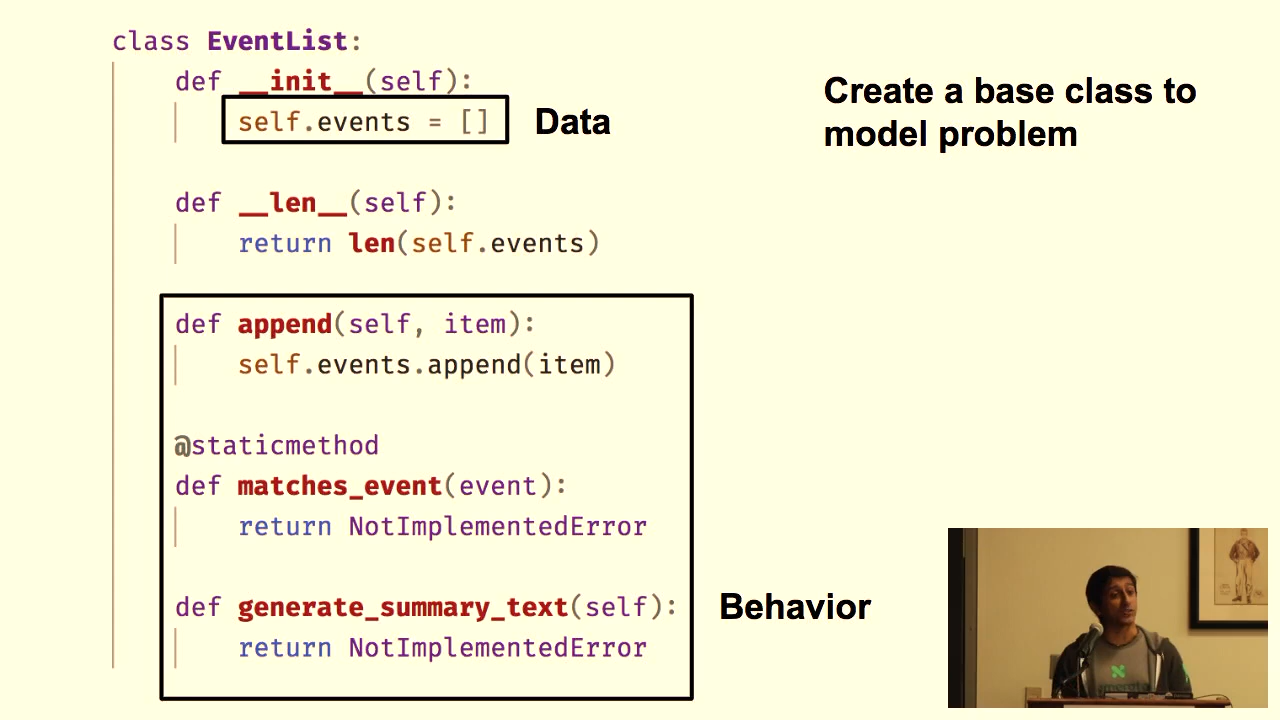 class EventList:
def __init__(self):
self.events = []
Data
Create a base class to
model problem
def __len__(self):
return len(self.events)
def append(self, item):
self.events.append(item)
@staticmethod
def matches_event(event):
return NotImplementedError
def generate_summary_text(self):
return NotImplementedError
Behavior